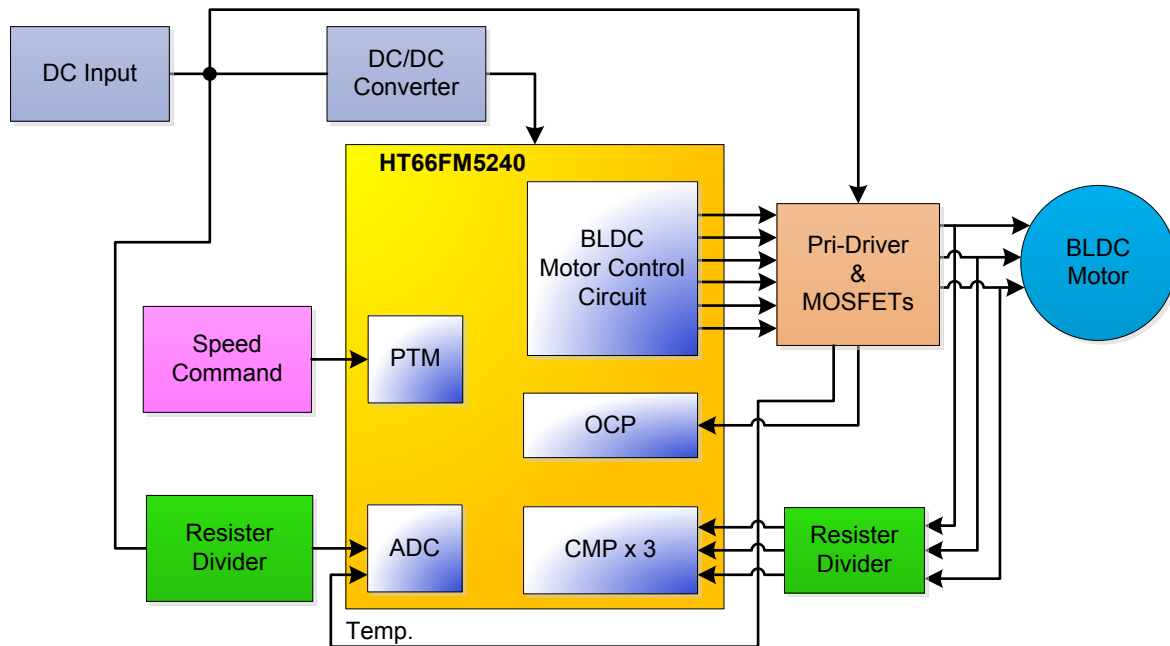 DC Input
DC/DC
Converter
HT66FM5240
BLDC
Motor Control
Circuit
Pri-Driver
&
MOSFETs
BLDC
Motor
Speed
Command
PTM
OCP
Resister
Divider
ADC
CMP x 3
Resister
Divider
Temp.